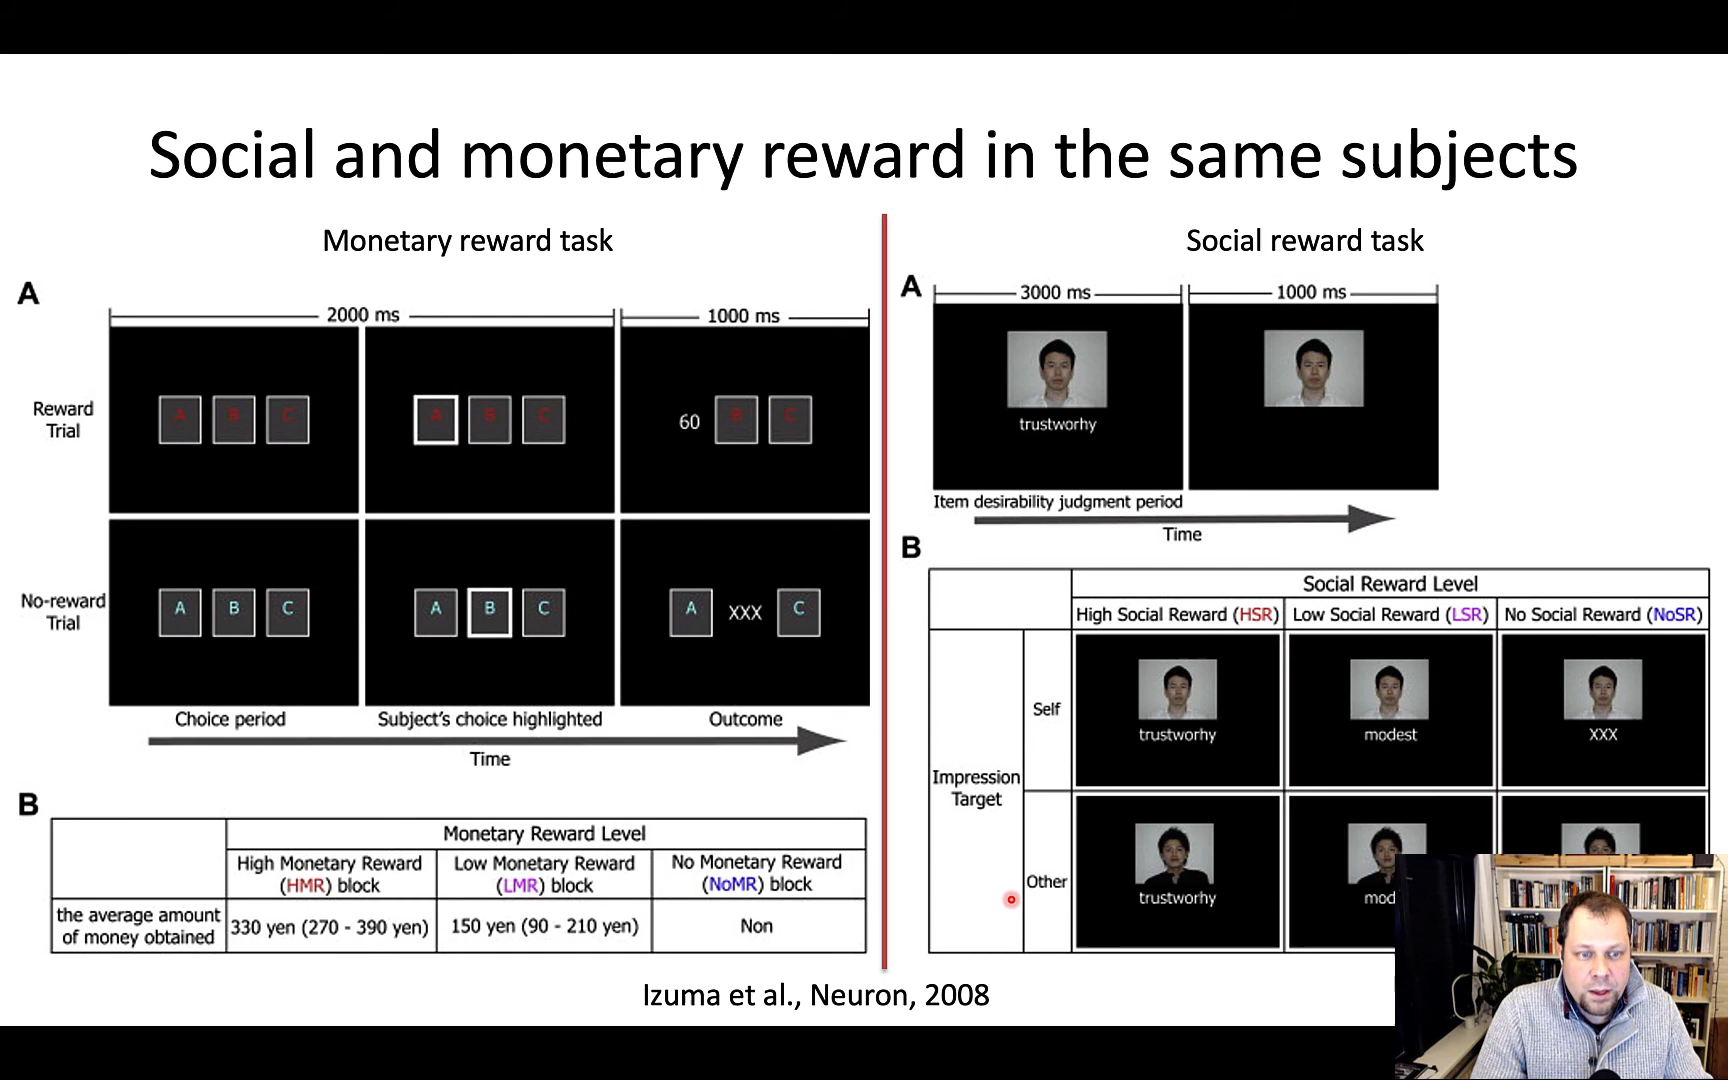 Social and monetary reward in the same subjects
Monetary reward task
A
2000 ms
1000 ms
Reward
Trial
A B C
A B C
60 B C
No-reward
Trial
A B C
A B C
A XXX C
Choice period
Subject's choice highlighted
Outcome
Time
B
Monetary Reward Level
High Monetary Reward
(HMR) block
Low Monetary Reward
(LMR) block
No Monetary Reward
(NoMR) block
the average amount
of money obtained
330 yen (270 - 390 yen)
150 yen (90 - 210 yen)
Non
Social reward task
A
3000 ms
1000 ms
trustworhy
Item desirability judgment period
Time
B
Social Reward Level
High Social Reward (HSR)
Low Social Reward (LSR)
No Social Reward (NoSR)
Impression
Target
Self
trustworhy
modest
XXX
Other
trustworhy
mod
Izuma et al., Neuron, 2008